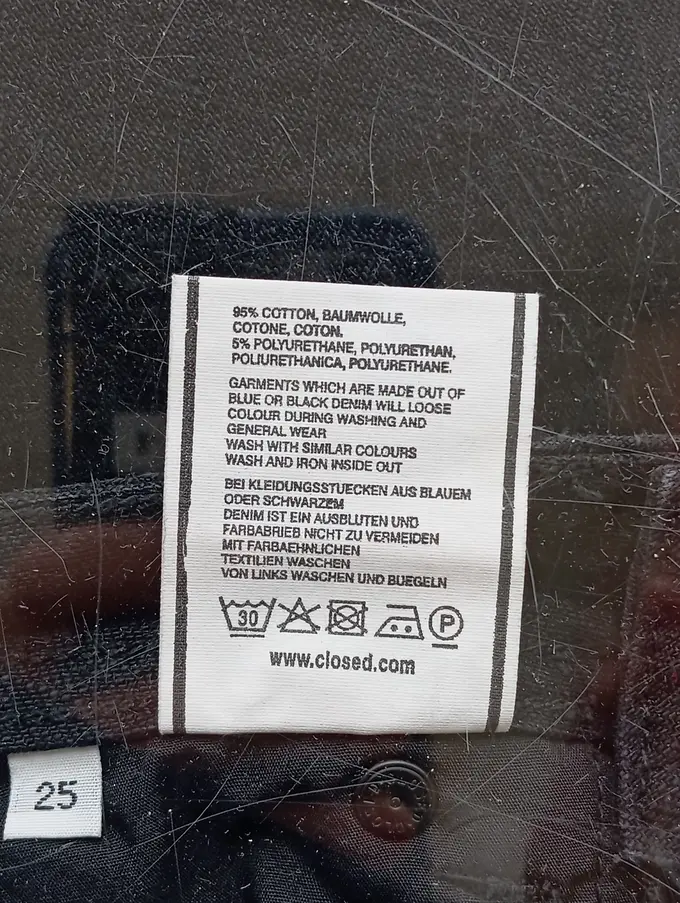 95% COTTON, BAUMWOLLE,
COTONE, COTON.
5% POLYURETHANE, POLYURETHAN,
POLIURETHANICA, POLYURETHANE.
GARMENTS WHICH ARE MADE OUT OF
BLUE OR BLACK DENIM WILL LOOSE
COLOUR DURING WASHING AND
GENERAL WEAR
WASH WITH SIMILAR COLOURS
WASH AND IRON INSIDE OUT
BEI KLEIDUNGSSTUECKEN AUS BLAUEM
ODER SCHWARZEM
DENIM IST EIN AUSBLUTEN UND
FARBABRIEB NICHT ZU VERMEIDEN
MIT FARBAEHNLICHEN
TEXTILIEN WASCHEN
VON LINKS WASCHEN UND BUEGELN
30 P
www.closed.com
25